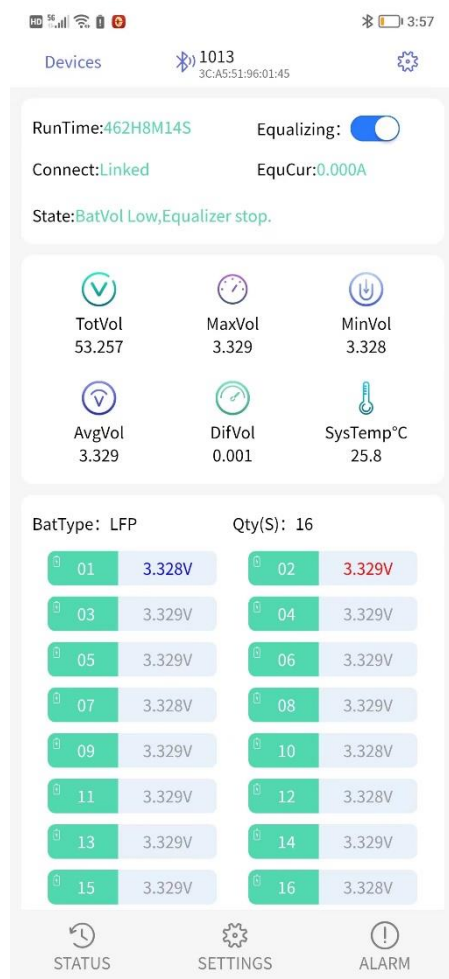 HD 5G 3:57
Devices 1013
3C:A5:51:96:01:45
RunTime:462H8M14S Equalizing:
Connect:Linked EquCur:0.000A
State:BatVol Low,Equalizer stop.
TotVol MaxVol MinVol
53.257 3.329 3.328
AvgVol DifVol SysTemp°C
3.329 0.001 25.8
BatType: LFP Qty(S): 16
01 3.328V 02 3.329V
03 3.329V 04 3.329V
05 3.329V 06 3.329V
07 3.328V 08 3.329V
09 3.329V 10 3.328V
11 3.329V 12 3.328V
13 3.329V 14 3.329V
15 3.329V 16 3.328V
STATUS SETTINGS ALARM